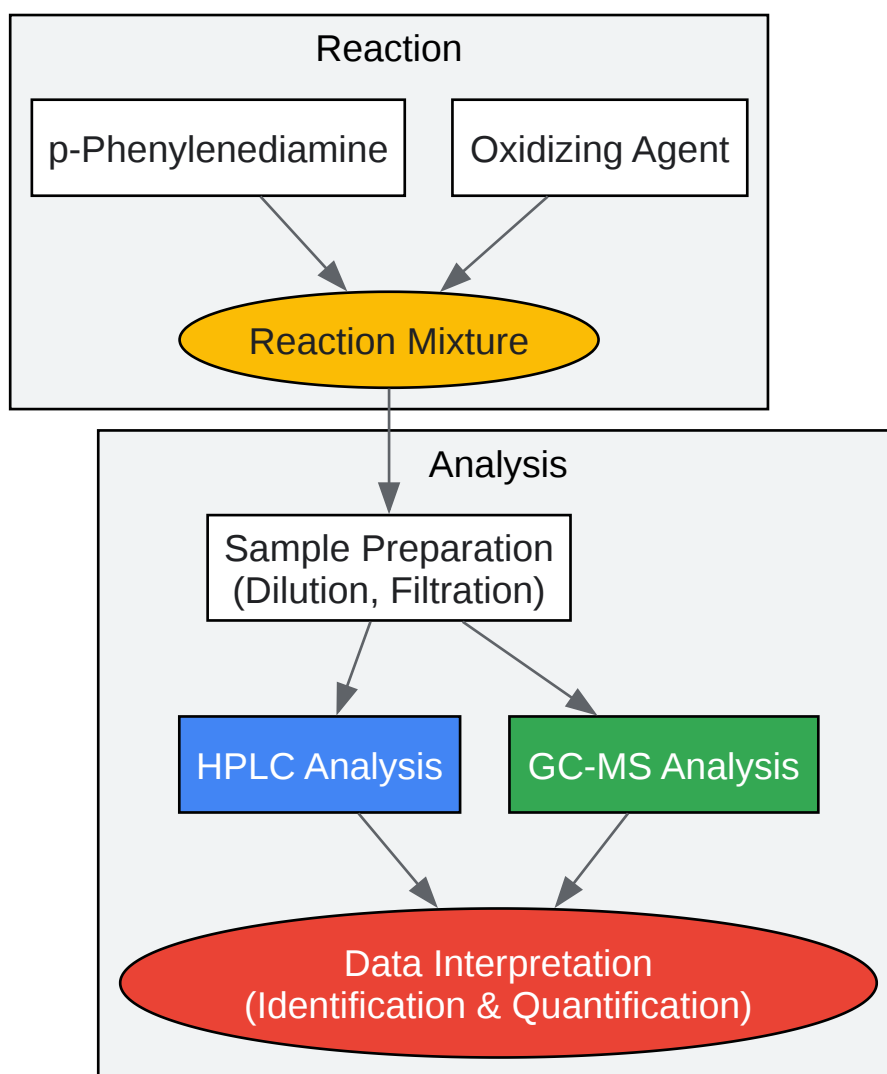 Reaction
p-Phenylenediamine
Oxidizing Agent
Reaction Mixture
Analysis
Sample Preparation
(Dilution, Filtration)
HPLC Analysis
GC-MS Analysis
Data Interpretation
(Identification & Quantification)